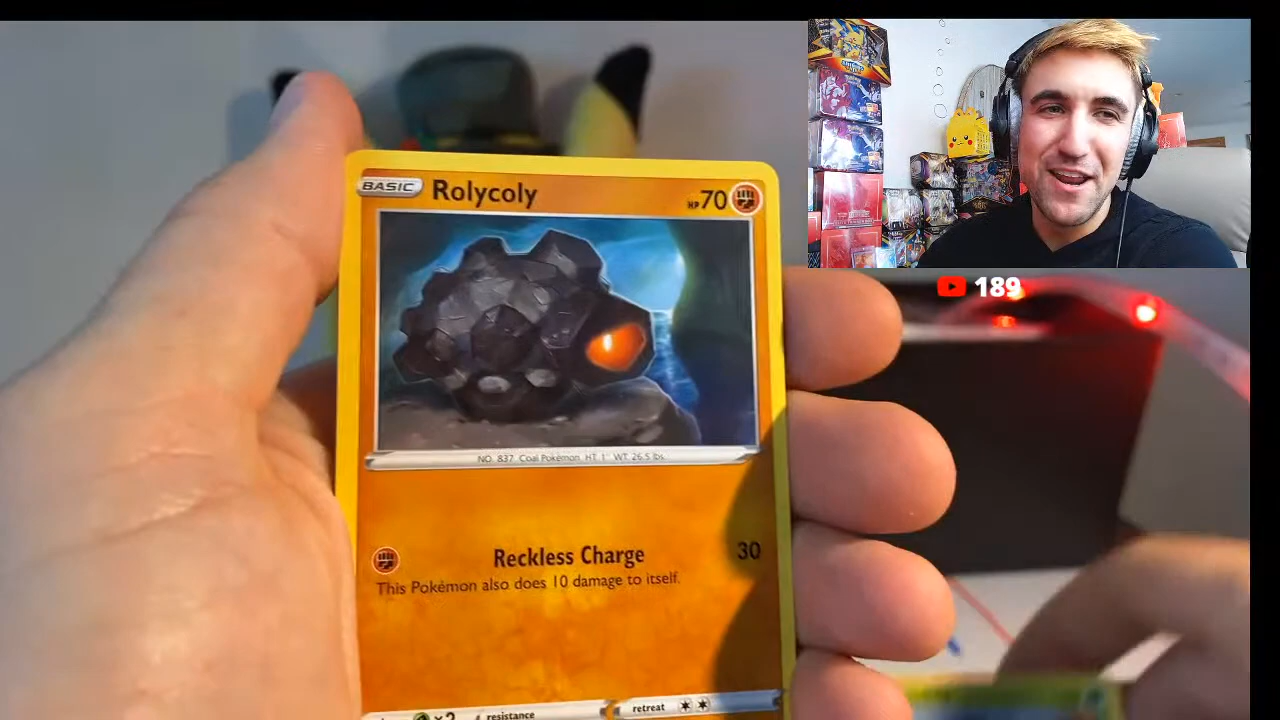 BASIC Rolycoly HP 70
189
NO. 837 Coal Pokémon HT 1' WT 26.5 lbs.
Reckless Charge 30
This Pokémon also does 10 damage to itself.
×2 resistance retreat